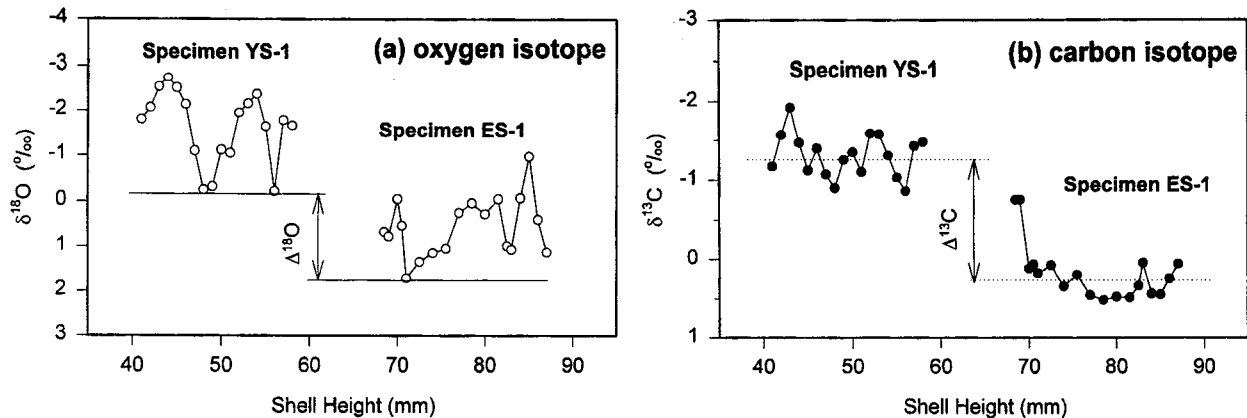 (a) oxygen isotope
Specimen YS-1
Specimen ES-1
δ18O (o/oo)
Δ18O
-4
-3
-2
-1
0
1
2
3
40 50 60 70 80 90
Shell Height (mm)
(b) carbon isotope
Specimen YS-1
Specimen ES-1
δ13C (o/oo)
Δ13C
-3
-2
-1
0
1
40 50 60 70 80 90
Shell Height (mm)